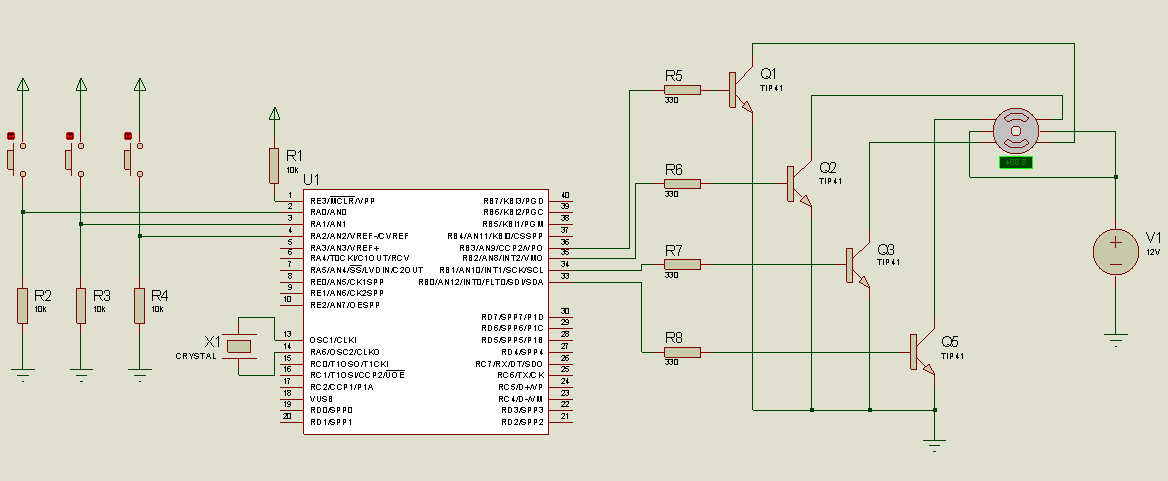 R1
10k
U1
1
RE3/MCLR/VPP
2
RA0/AN0
3
RA1/AN1
4
RA2/AN2/VREF-/CVREF
5
RA3/AN3/VREF+
6
RA4/T0CKI/C1OUT/RCV
7
RA5/AN4/SS/LVDIN/C2OUT
8
RE0/AN5/CK1SPP
9
RE1/AN6/CK2SPP
10
RE2/AN7/OESPP
13
OSC1/CLKI
14
RA6/OSC2/CLKO
15
RC0/T1OSO/T1CKI
16
RC1/T1OSI/CCP2/UOE
17
RC2/CCP1/P1A
18
VUSB
19
RD0/SPP0
20
RD1/SPP1
RB7/KBI3/PGD
40
RB6/KBI2/PGC
39
RB5/KBI1/PGM
38
RB4/AN11/KBI0/CSSPP
37
RB3/AN9/CCP2/VPO
36
RB2/AN8/INT2/VMO
35
RB1/AN10/INT1/SCK/SCL
34
RB0/AN12/INT0/FLT0/SDI/SDA
33
RD7/SPP7/P1D
30
RD6/SPP6/P1C
29
RD5/SPP5/P1B
28
RD4/SPP4
27
RC7/RX/DT/SDO
26
RC6/TX/CK
25
RC5/D+/VP
24
RC4/D-/VM
23
RD3/SPP3
22
RD2/SPP2
21
R2
10k
R3
10k
R4
10k
X1
CRYSTAL
R5
330
R6
330
R7
330
R8
330
Q1
TIP41
Q2
TIP41
Q3
TIP41
Q5
TIP41
V1
12V